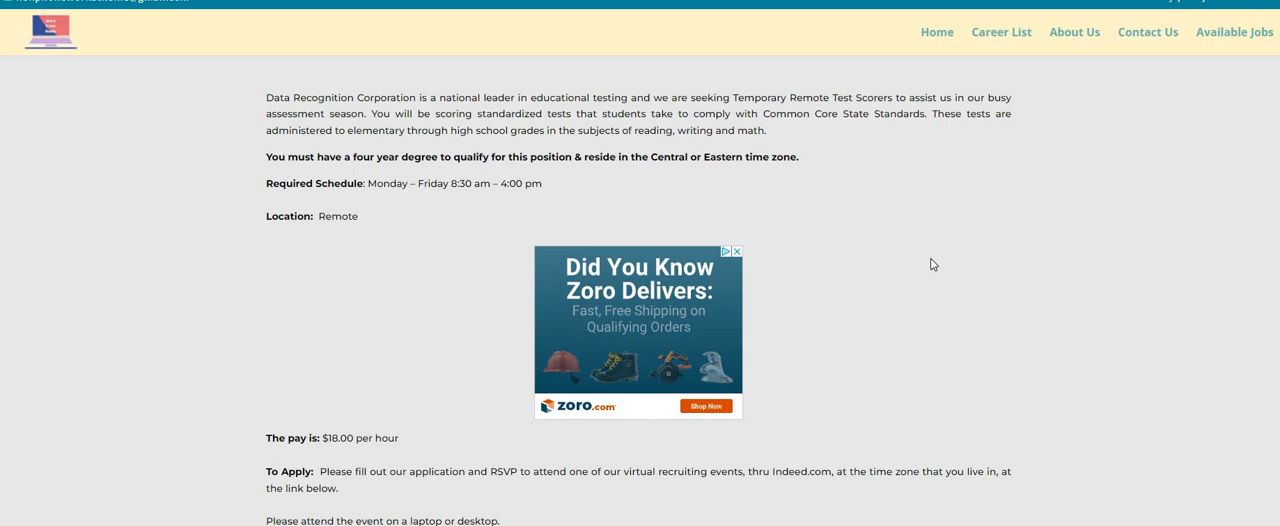 Home Career List About Us Contact Us Available Jobs
Data Recognition Corporation is a national leader in educational testing and we are seeking Temporary Remote Test Scorers to assist us in our busy
assessment season. You will be scoring standardized tests that students take to comply with Common Core State Standards. These tests are
administered to elementary through high school grades in the subjects of reading, writing and math.
You must have a four year degree to qualify for this position & reside in the Central or Eastern time zone.
Required Schedule: Monday – Friday 8:30 am – 4:00 pm
Location: Remote
Did You Know
Zoro Delivers:
Fast, Free Shipping on
Qualifying Orders
zoro.com Shop Now
The pay is: $18.00 per hour
To Apply: Please fill out our application and RSVP to attend one of our virtual recruiting events, thru Indeed.com, at the time zone that you live in, at
the link below.
Please attend the event on a laptop or desktop.